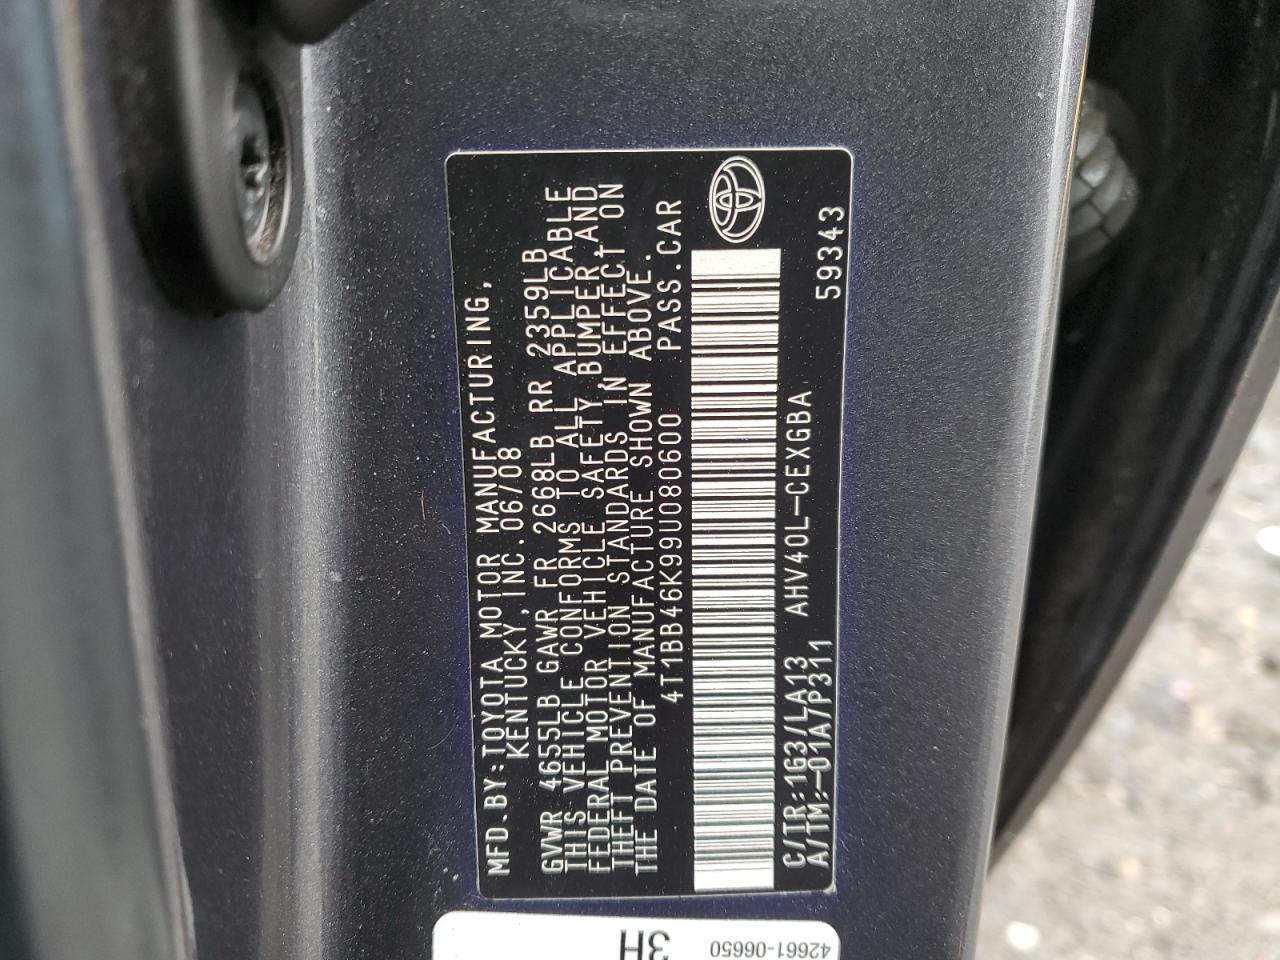 MFD.BY:TOYOTA MOTOR MANUFACTURING,
KENTUCKY,INC.06/08
GVWR 4655LB GAWR FR 2668LB RR 2359LB
THIS VEHICLE CONFORMS TO ALL APPLICABLE
FEDERAL MOTOR VEHICLE SAFETY,BUMPER,AND
THEFT PREVENTION STANDARDS IN EFFECT ON
THE DATE OF MANUFACTURE SHOWN ABOVE.
4T1BB46K99U080600 PASS.CAR
C/TR:1G3/LA13 AHV40L-CEXGBA
A/TM:-01A/P311 59343
3H
42661-06650